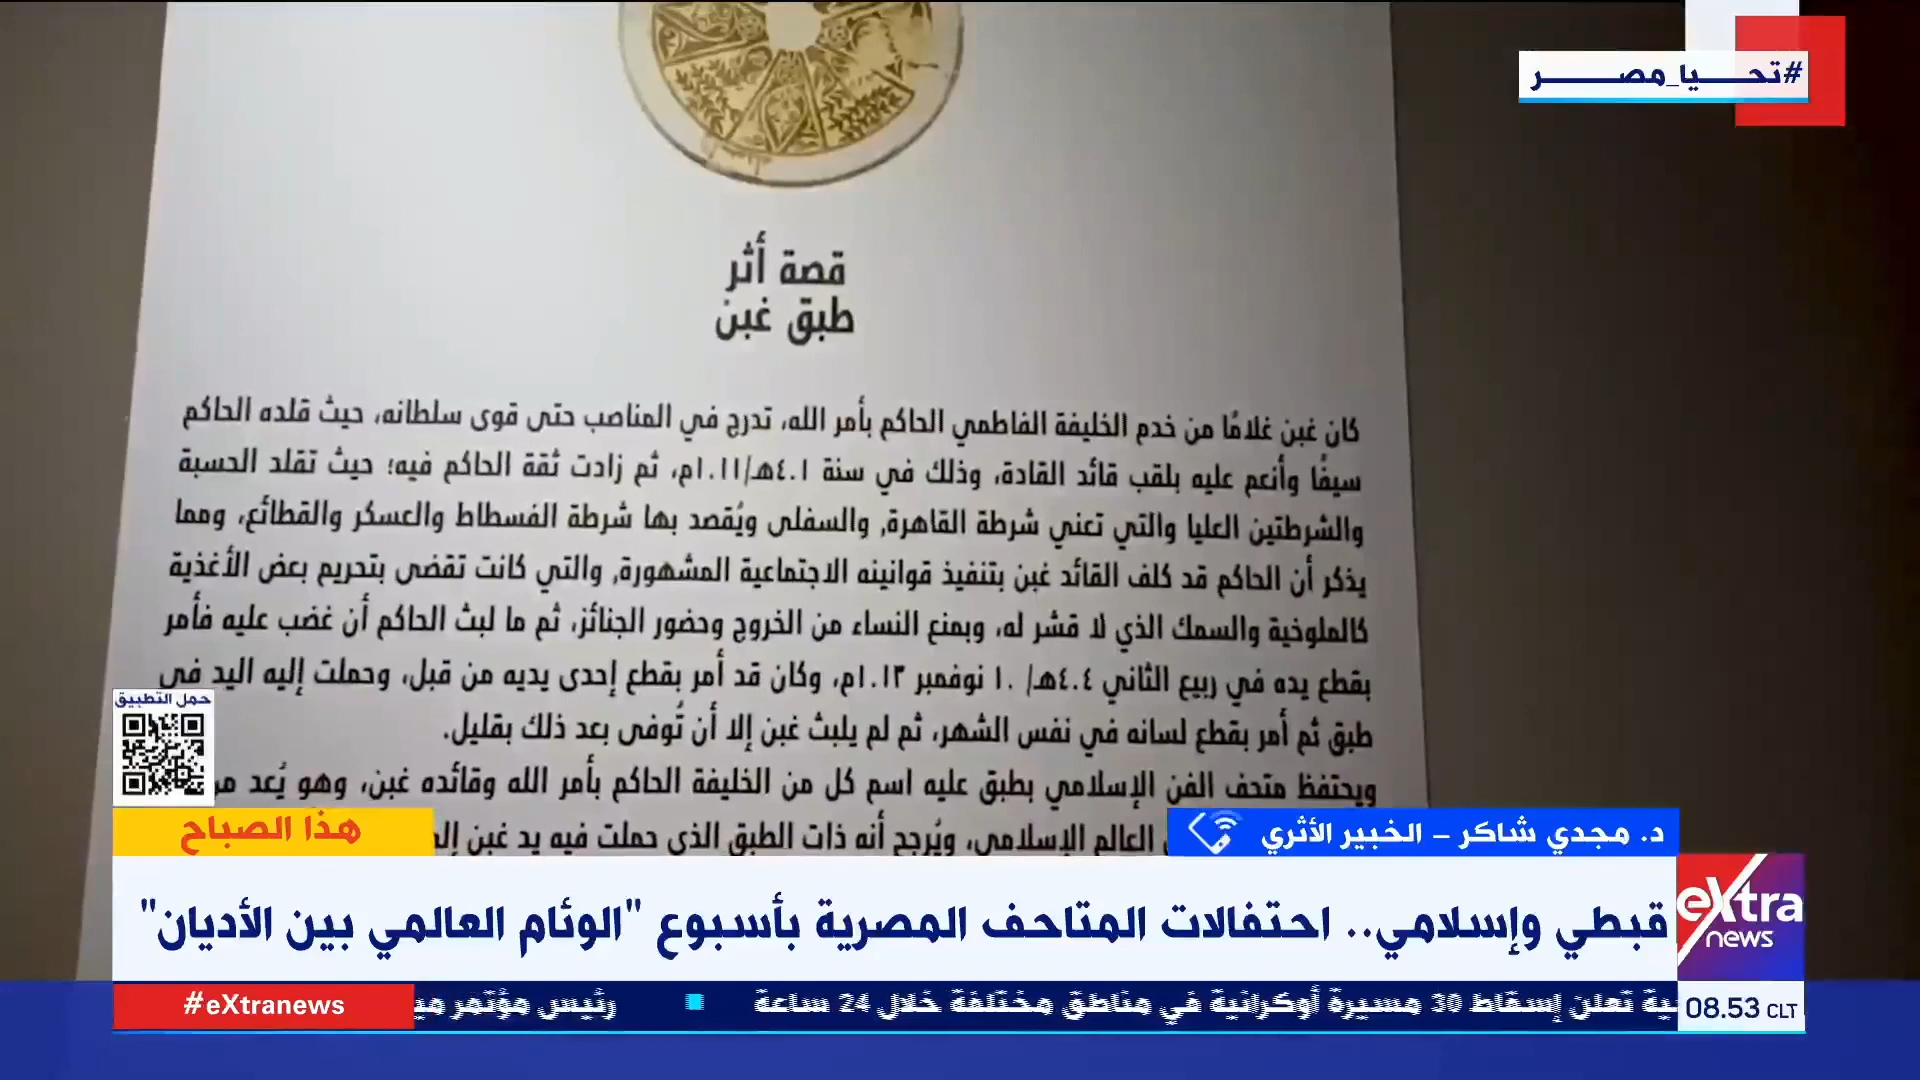 #تحـــيا_مصــــر
قصة أثر
طبق غبن
كان غبن غلامًا من خدم الخليفة الفاطمي الحاكم بأمر الله، تدرج في المناصب حتى قوى سلطانه، حيث قلده الحاكم
سيفًا وأنعم عليه بلقب قائد القادة، وذلك في سنة ٤٠١هـ/١٠١١م، ثم زادت ثقة الحاكم فيه؛ حيث تقلد الحسبة
والشرطتين العليا والتي تعني شرطة القاهرة, والسفلى ويُقصد بها شرطة الفسطاط والعسكر والقطائع، ومما
يذكر أن الحاكم قد كلف القائد غبن بتنفيذ قوانينه الاجتماعية المشهورة, والتي كانت تقضى بتحريم بعض الأغذية
كالملوخية والسمك الذي لا قشر له، وبمنع النساء من الخروج وحضور الجنائز، ثم ما لبث الحاكم أن غضب عليه فأمر
بقطع يده في ربيع الثاني ٤٠٤هـ/ ١٠ نوفمبر ١٠١٣م، وكان قد أمر بقطع إحدى يديه من قبل، وحملت إليه اليد في
طبق ثم أمر بقطع لسانه في نفس الشهر، ثم لم يلبث غبن إلا أن تُوفى بعد ذلك بقليل.
ويحتفظ متحف الفن الإسلامي بطبق عليه اسم كل من الخليفة الحاكم بأمر الله وقائده غبن، وهو يُعد
العالم الإسلامي، ويُرجح أنه ذات الطبق الذي حملت فيه يد غبن
حمل التطبيق
هذا الصباح
د. مجدي شاكر – الخبير الأثري
قبطي وإسلامي.. احتفالات المتاحف المصرية بأسبوع "الوئام العالمي بين الأديان"
eXtra
news
#eXtranews
تعلن إسقاط 30 مسيرة أوكرانية في مناطق مختلفة خلال 24 ساعة
رئيس مؤتمر
08.53 CLT